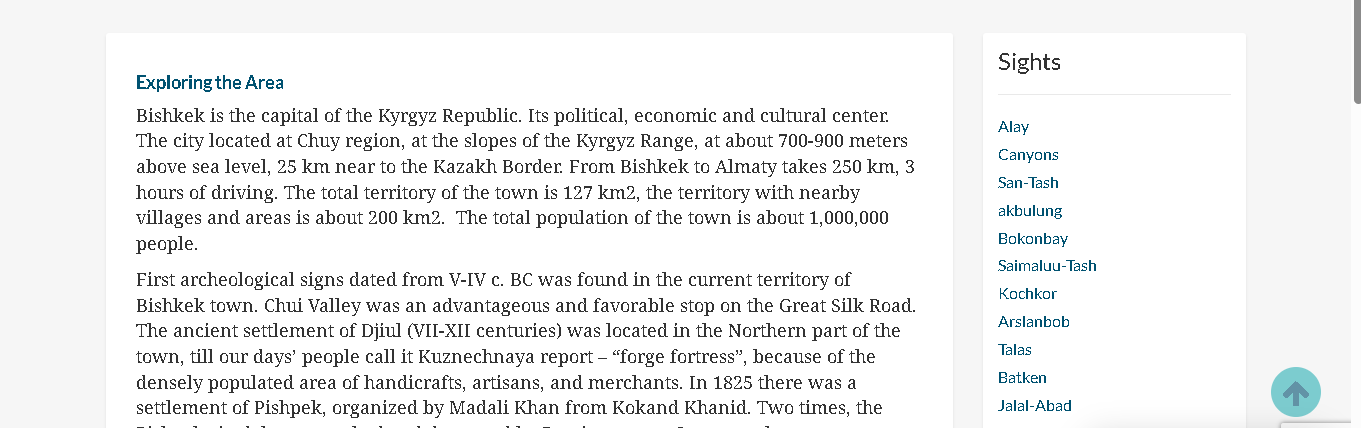 Exploring the Area
Bishkek is the capital of the Kyrgyz Republic. Its political, economic and cultural center.
The city located at Chuy region, at the slopes of the Kyrgyz Range, at about 700-900 meters
above sea level, 25 km near to the Kazakh Border. From Bishkek to Almaty takes 250 km, 3
hours of driving. The total territory of the town is 127 km2, the territory with nearby
villages and areas is about 200 km2.  The total population of the town is about 1,000,000
people.
First archeological signs dated from V-IV c. BC was found in the current territory of
Bishkek town. Chui Valley was an advantageous and favorable stop on the Great Silk Road.
The ancient settlement of Djiul (VII-XII centuries) was located in the Northern part of the
town, till our days’ people call it Kuznechnaya report – “forge fortress”, because of the
densely populated area of handicrafts, artisans, and merchants. In 1825 there was a
settlement of Pishpek, organized by Madali Khan from Kokand Khanid. Two times, the
Sights
Alay
Canyons
San-Tash
akbulung
Bokonbay
Saimaluu-Tash
Kochkor
Arslanbob
Talas
Batken
Jalal-Abad